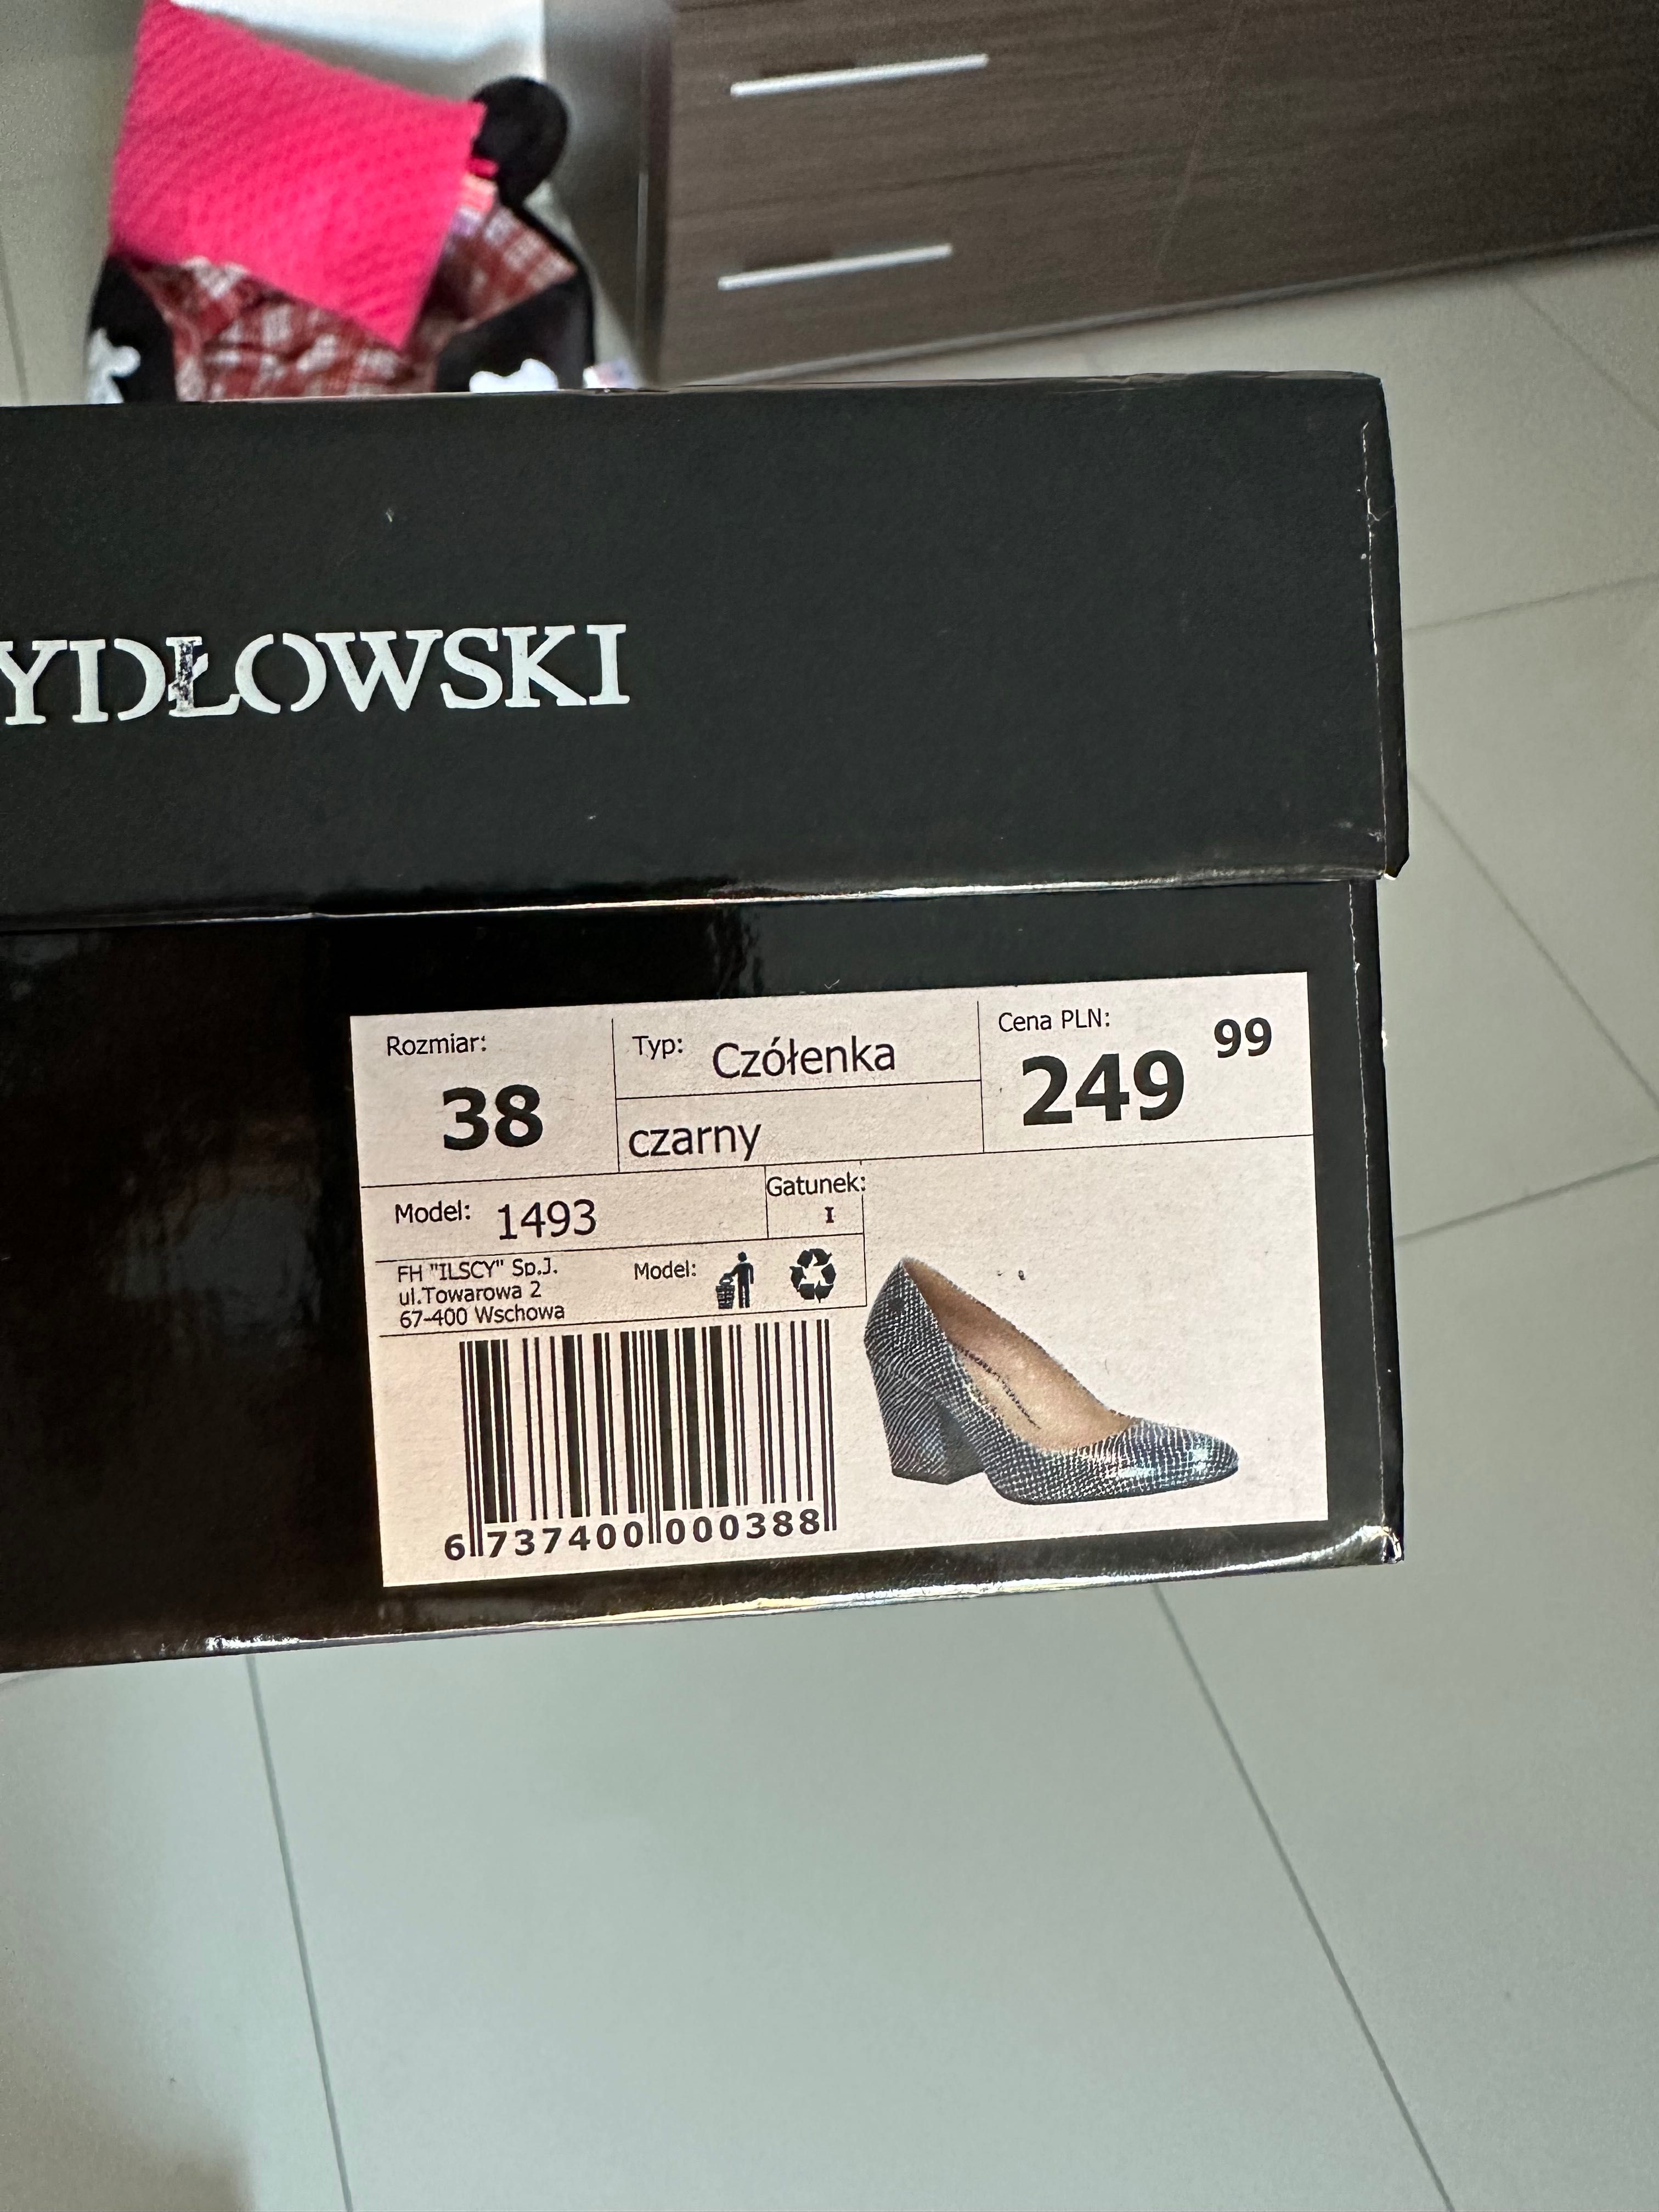 YDŁOWSKI
Rozmiar:
38
Typ: Czółenka
czarny
Cena PLN:
249 99
Model: 1493
Gatunek:
I
FH "ILSCY" Sp.J.
ul.Towarowa 2
67-400 Wschowa
Model:
6 737400 000388